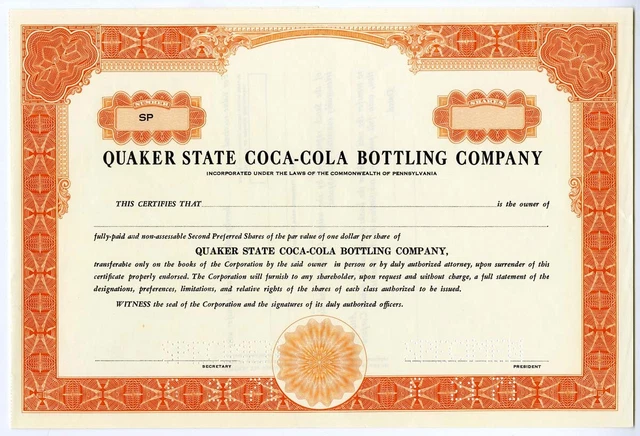 NUMBER
SP
SHARES
QUAKER STATE COCA-COLA BOTTLING COMPANY
INCORPORATED UNDER THE LAWS OF THE COMMONWEALTH OF PENNSYLVANIA
THIS CERTIFIES THAT is the owner of
fully-paid and non-assessable Second Preferred Shares of the par value of one dollar per share of
QUAKER STATE COCA-COLA BOTTLING COMPANY,
transferable only on the books of the Corporation by the said owner in person or by duly authorized attorney, upon surrender of this
certificate properly endorsed. The Corporation will furnish to any shareholder, upon request and without charge, a full statement of the
designations, preferences, limitations, and relative rights of the shares of each class authorized to be issued.
WITNESS the seal of the Corporation and the signatures of its duly authorized officers.
SECRETARY PRESIDENT